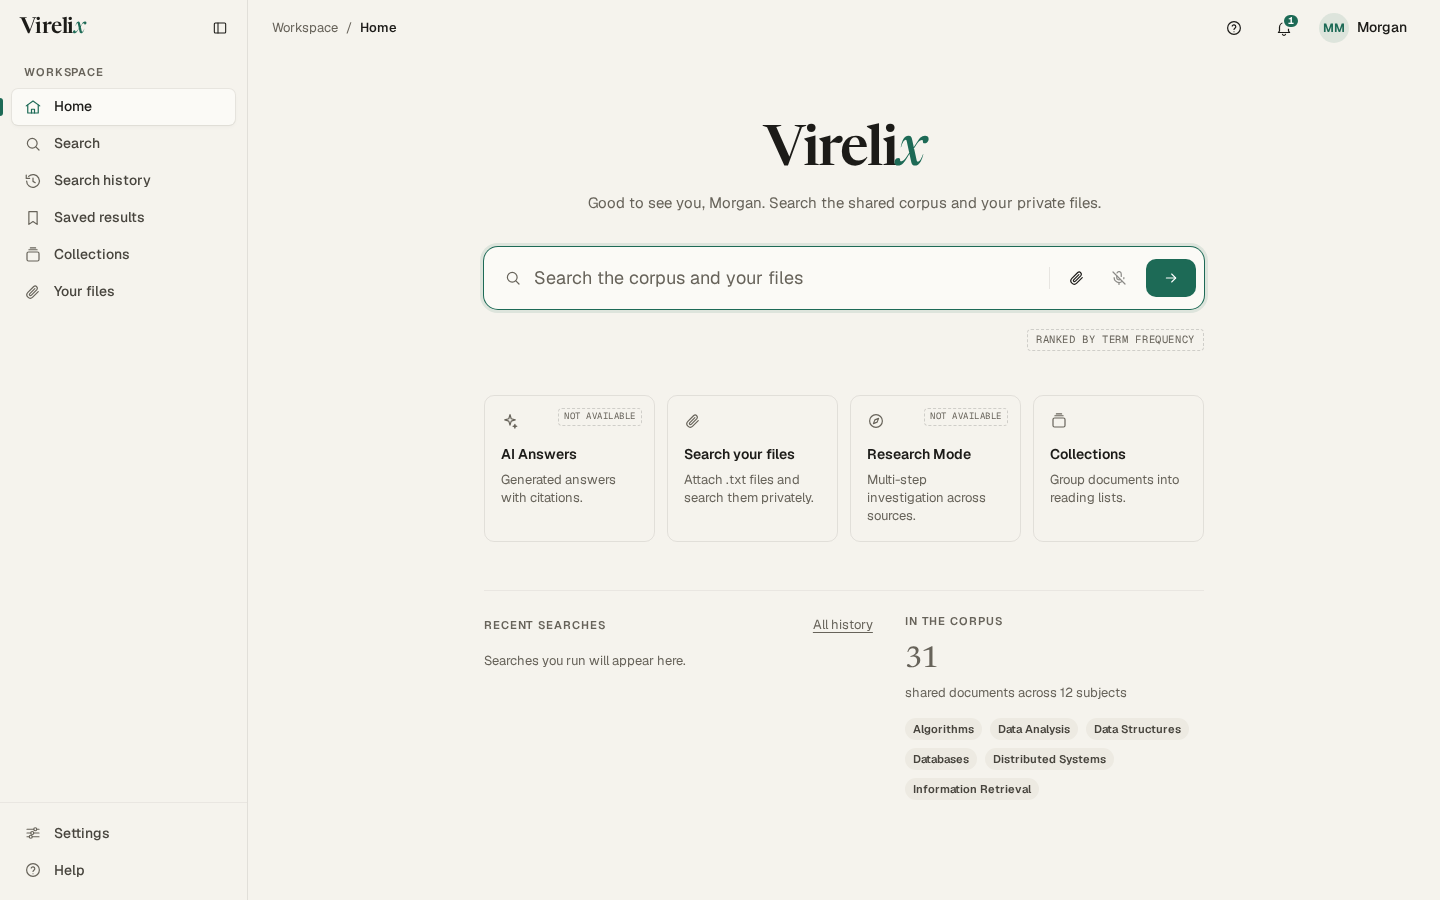 Virelix
WORKSPACE
Home
Search
Search history
Saved results
Collections
Your files
Settings
Help
Workspace / Home
1
MM
Morgan
Virelix
Good to see you, Morgan. Search the shared corpus and your private files.
Search the corpus and your files
RANKED BY TERM FREQUENCY
NOT AVAILABLE
AI Answers
Generated answers
with citations.
Search your files
Attach .txt files and
search them privately.
NOT AVAILABLE
Research Mode
Multi-step
investigation across
sources.
Collections
Group documents into
reading lists.
RECENT SEARCHES
All history
Searches you run will appear here.
IN THE CORPUS
31
shared documents across 12 subjects
Algorithms
Data Analysis
Data Structures
Databases
Distributed Systems
Information Retrieval